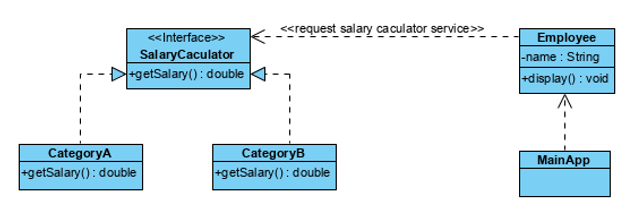 <<Interface>>
SalaryCaculator
+getSalary() : double
<<request salary caculator service>>
Employee
-name : String
+display() : void
CategoryA
+getSalary() : double
CategoryB
+getSalary() : double
MainApp